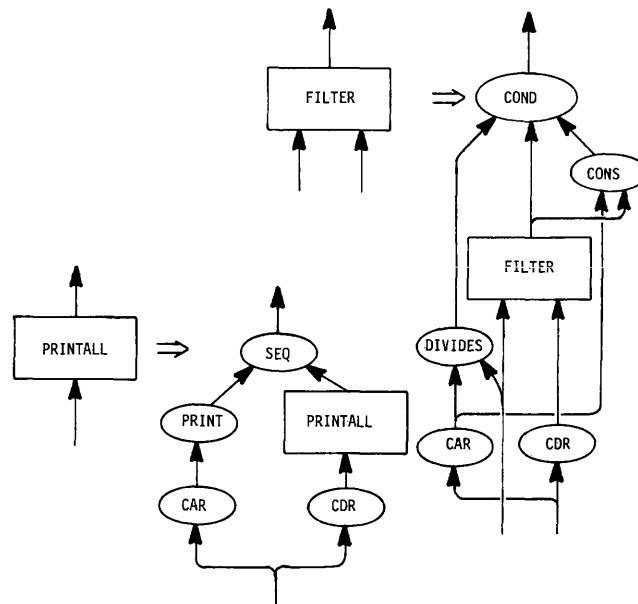 FILTER
COND
CONS
FILTER
PRINTALL
SEQ
DIVIDES
PRINT
PRINTALL
CAR
CDR
CAR
CDR